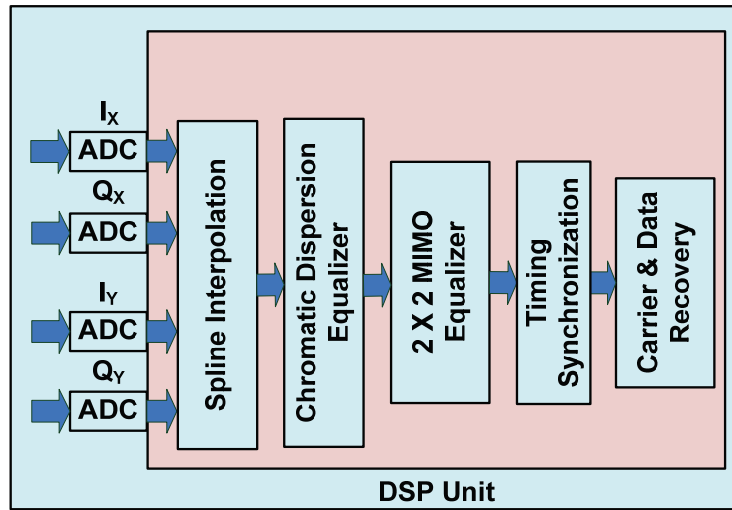 I_X
ADC
Q_X
ADC
I_Y
ADC
Q_Y
ADC
Spline Interpolation
Chromatic Dispersion
Equalizer
2 X 2 MIMO
Equalizer
Timing
Synchronization
Carrier & Data
Recovery
DSP Unit